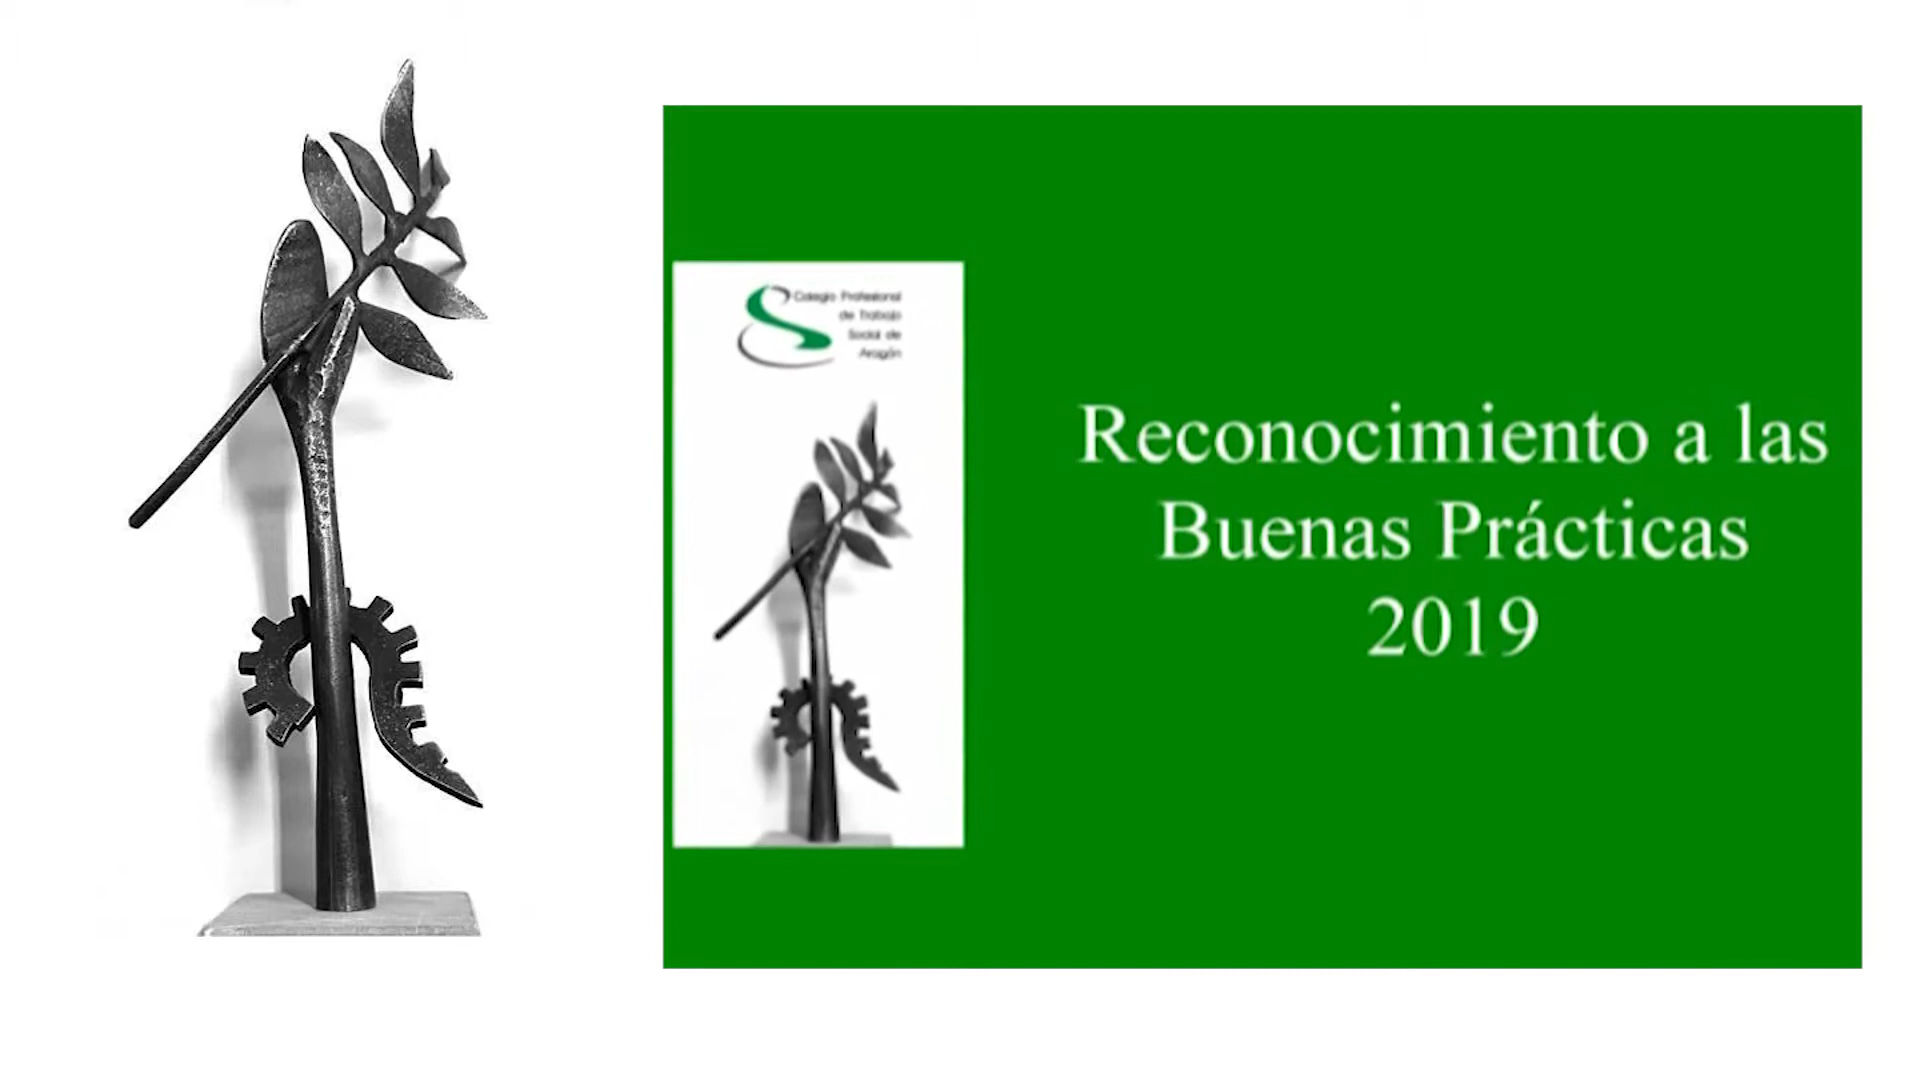 Colegio Profesional
de Trabajo
Social de
Aragón
Reconocimiento a las
Buenas Prácticas
2019